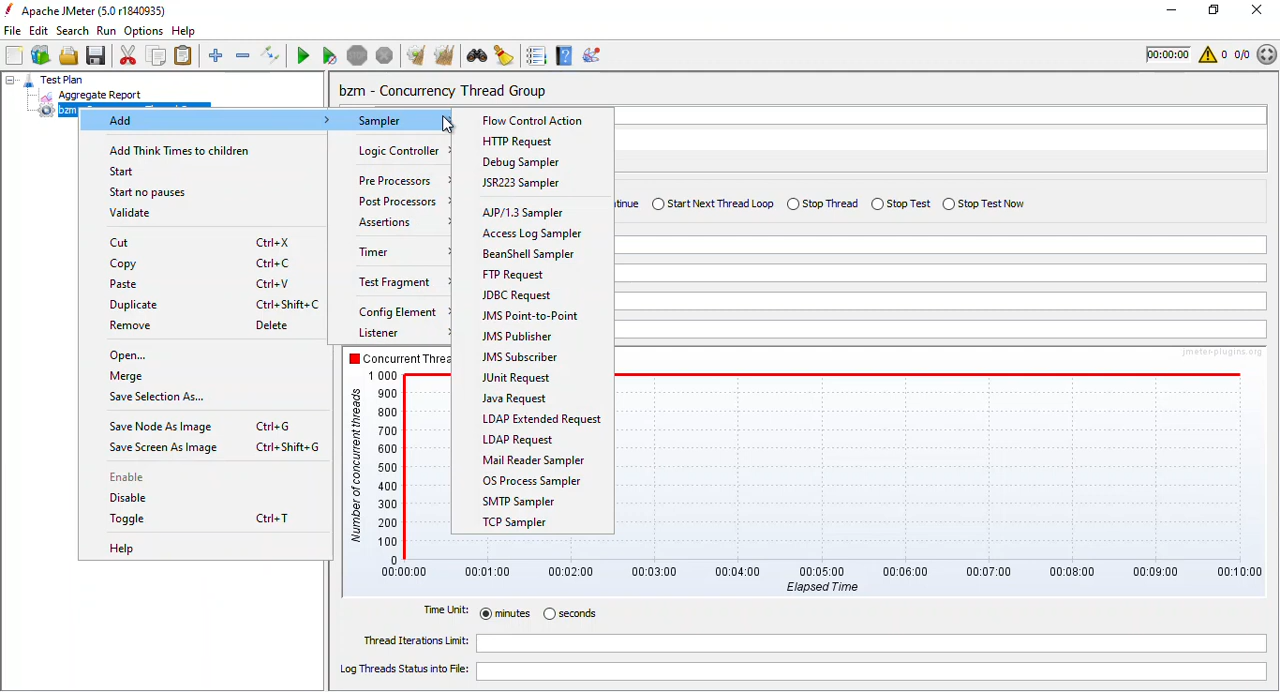 Apache JMeter (5.0 r1840935)
File Edit Search Run Options Help
00:00:00 0 0/0
Test Plan
Aggregate Report
bzm
bzm - Concurrency Thread Group
Add
Add Think Times to children
Start
Start no pauses
Validate
Cut Ctrl+X
Copy Ctrl+C
Paste Ctrl+V
Duplicate Ctrl+Shift+C
Remove Delete
Open...
Merge
Save Selection As...
Save Node As Image Ctrl+G
Save Screen As Image Ctrl+Shift+G
Enable
Disable
Toggle Ctrl+T
Help
Sampler
Logic Controller
Pre Processors
Post Processors
Assertions
Timer
Test Fragment
Config Element
Listener
Flow Control Action
HTTP Request
Debug Sampler
JSR223 Sampler
AJP/1.3 Sampler
Access Log Sampler
BeanShell Sampler
FTP Request
JDBC Request
JMS Point-to-Point
JMS Publisher
JMS Subscriber
JUnit Request
Java Request
LDAP Extended Request
LDAP Request
Mail Reader Sampler
OS Process Sampler
SMTP Sampler
TCP Sampler
tinue Start Next Thread Loop Stop Thread Stop Test Stop Test Now
jmeter-plugins.org
Concurrent Threa
Number of concurrent threads
1 000
900
800
700
600
500
400
300
200
100
0
00:00:00 00:01:00 00:02:00 00:03:00 00:04:00 00:05:00 00:06:00 00:07:00 00:08:00 00:09:00 00:10:00
Elapsed Time
Time Unit: minutes seconds
Thread Iterations Limit:
Log Threads Status into File: